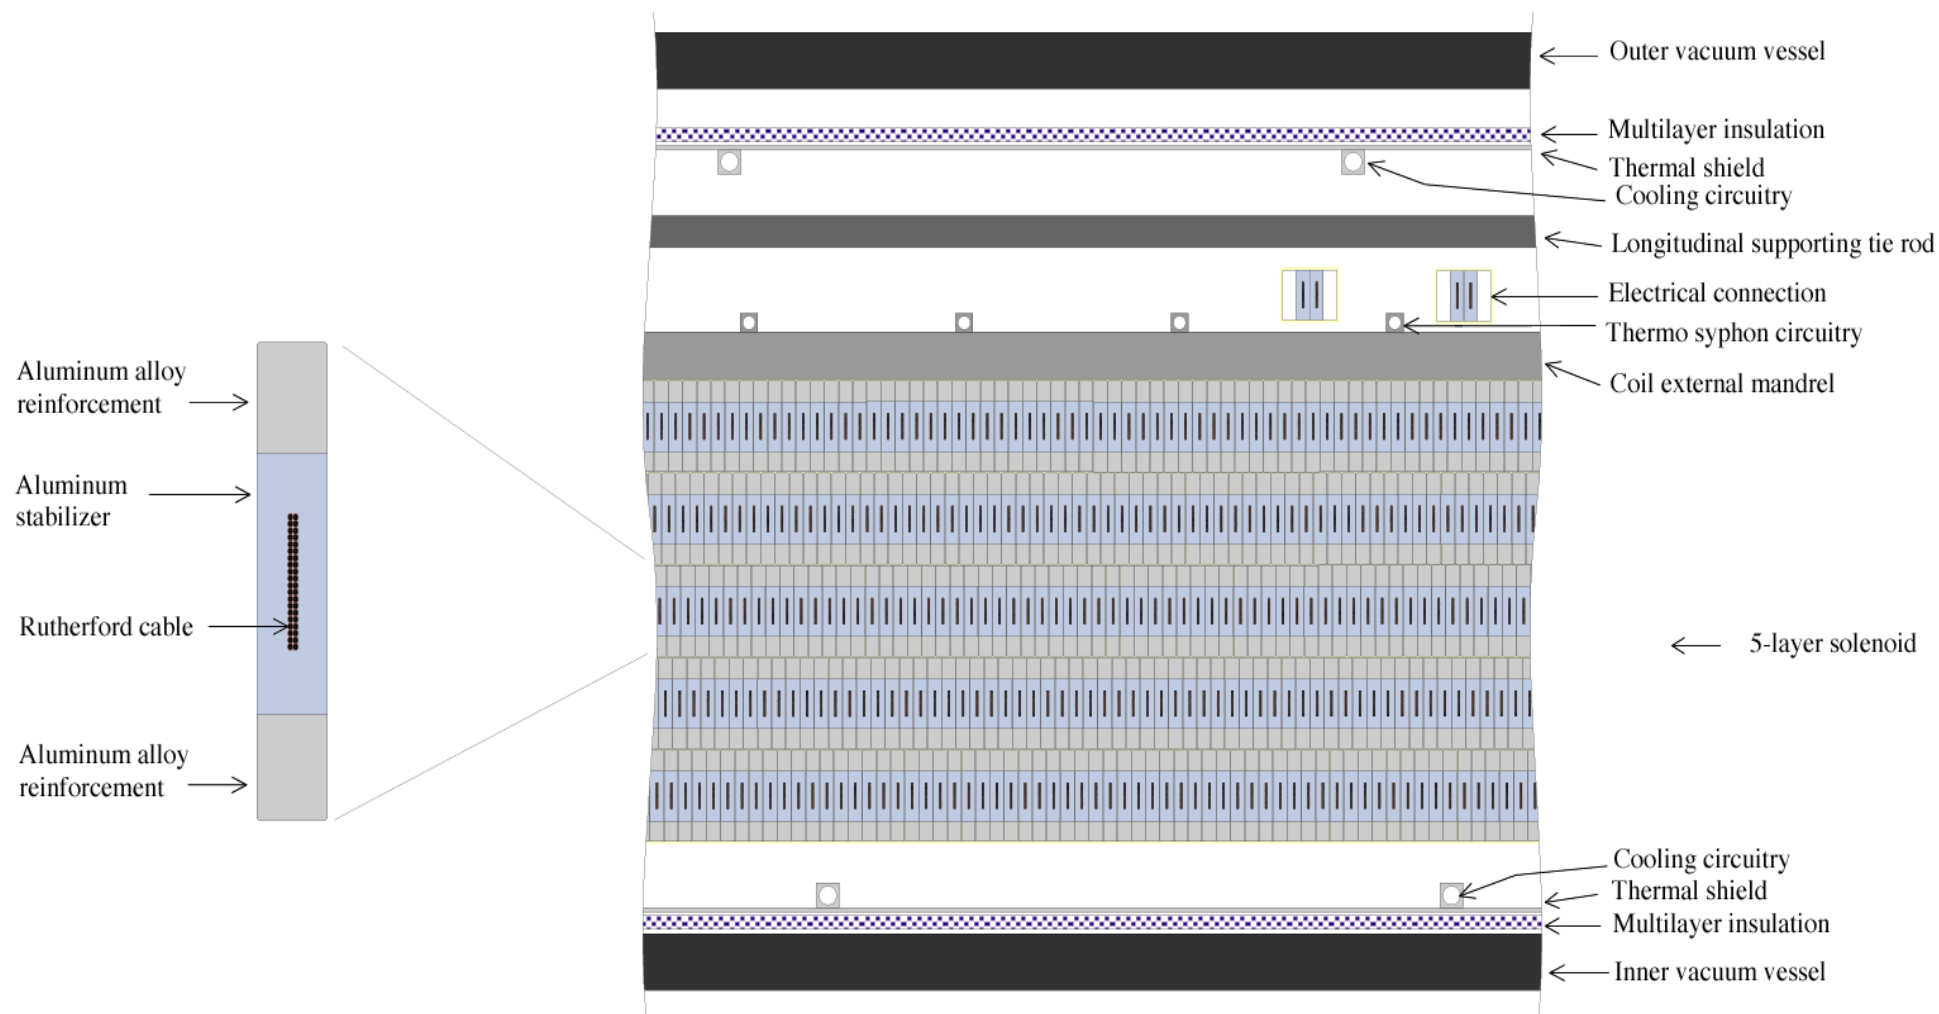 Outer vacuum vessel
Multilayer insulation
Thermal shield
Cooling circuitry
Longitudinal supporting tie rod
Electrical connection
Thermo syphon circuitry
Coil external mandrel
Aluminum alloy
reinforcement
Aluminum
stabilizer
Rutherford cable
Aluminum alloy
reinforcement
5-layer solenoid
Cooling circuitry
Thermal shield
Multilayer insulation
Inner vacuum vessel